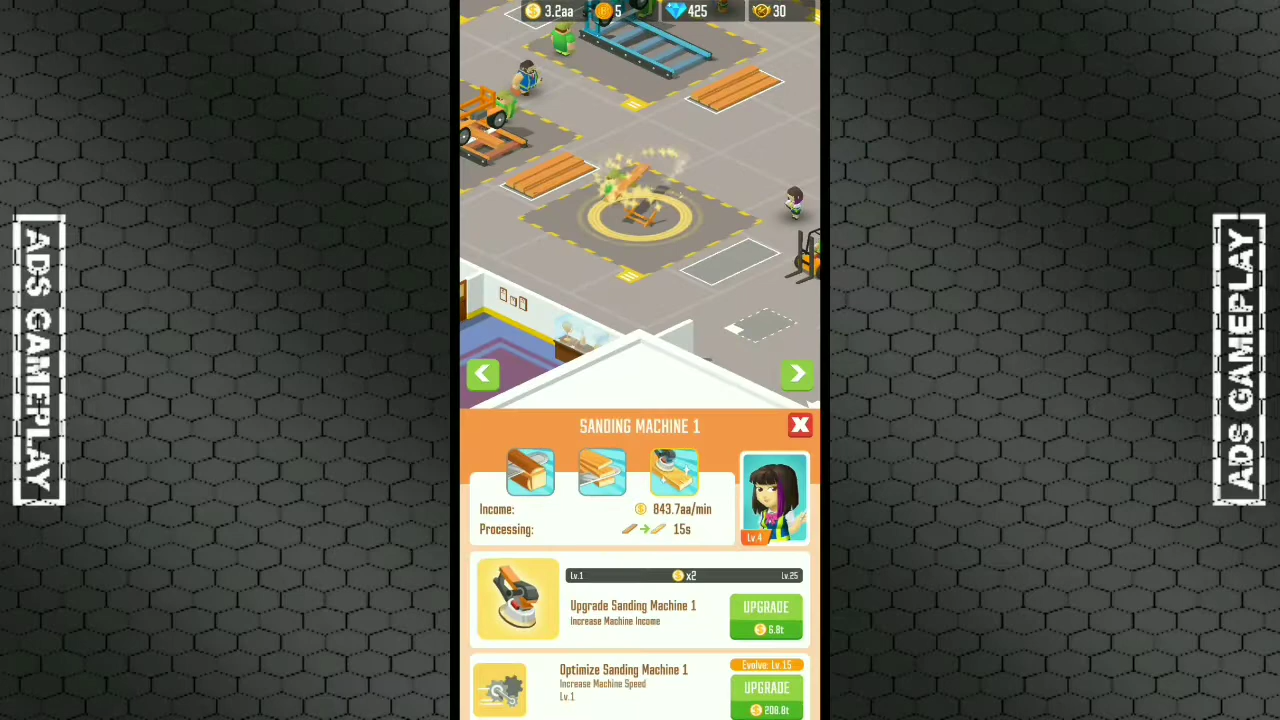 3.2aa 5 425 30
ADS GAMEPLAY
ADS GAMEPLAY
SANDING MACHINE 1
X
Income: 843.7aa/min
Processing: 15s
Lv.4
Lv.1 x2 Lv.25
Upgrade Sanding Machine 1
Increase Machine Income
UPGRADE
6.8t
Optimize Sanding Machine 1
Increase Machine Speed
Lv.1
Evolve: Lv.15
UPGRADE
208.8t